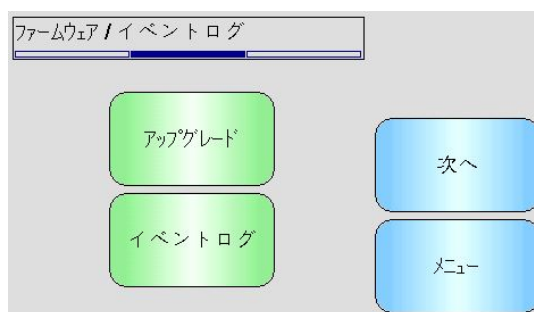 ファームウェア / イベントログ
アップグレード
次へ
イベントログ
メニュー